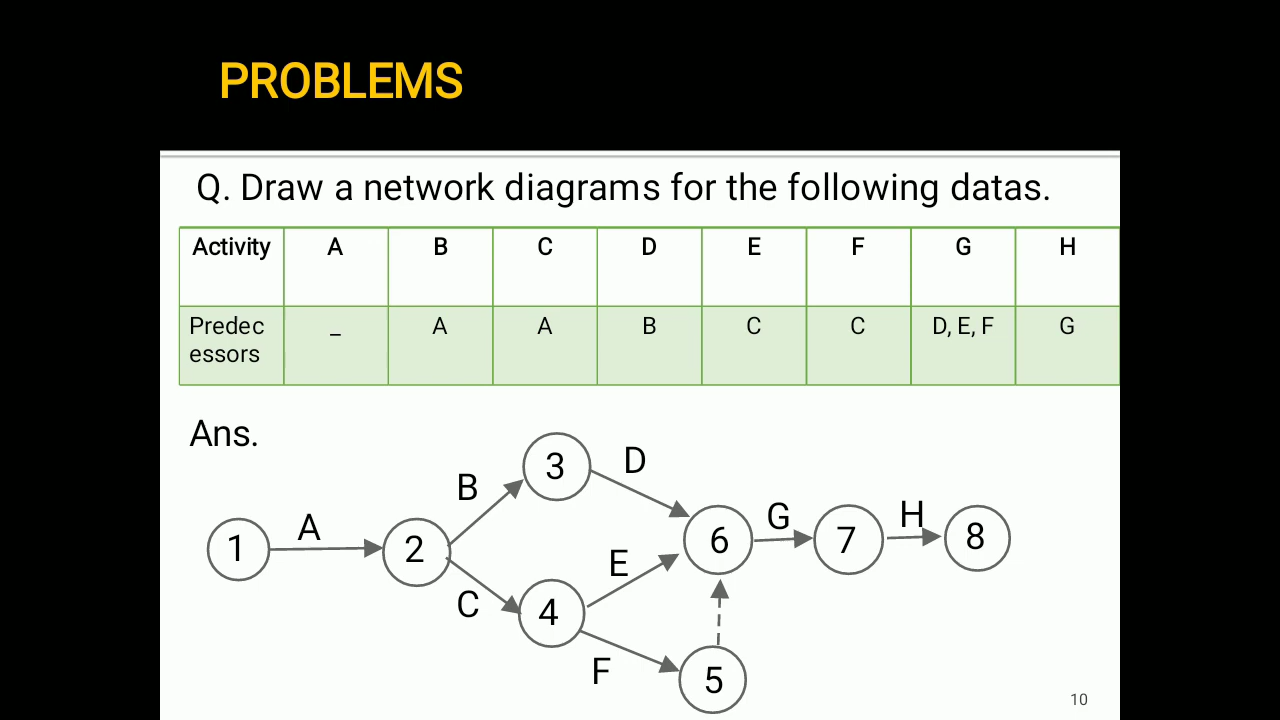 PROBLEMS
Q. Draw a network diagrams for the following datas.
Activity A B C D E F G H
Predec _ A A B C C D, E, F G
essors
Ans.
3 D
B
1 A 2 6 G 7 H 8
E
C 4
F 5
10